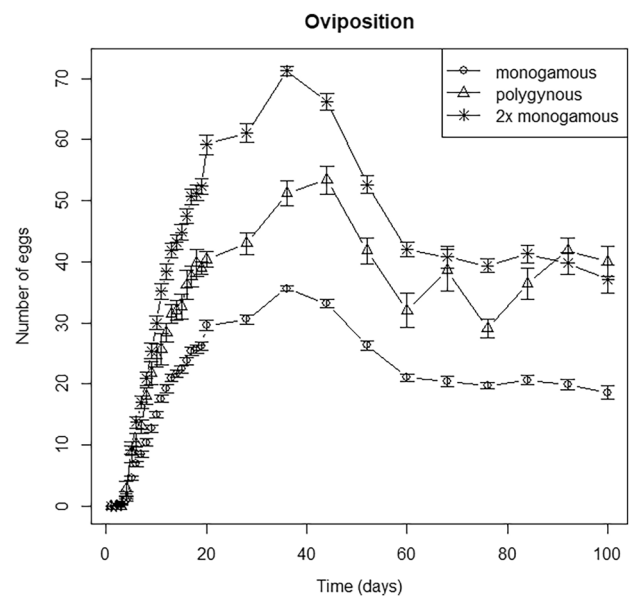 Oviposition
monogamous
polygynous
2x monogamous
Number of eggs
70
60
50
40
30
20
10
0
0 20 40 60 80 100
Time (days)